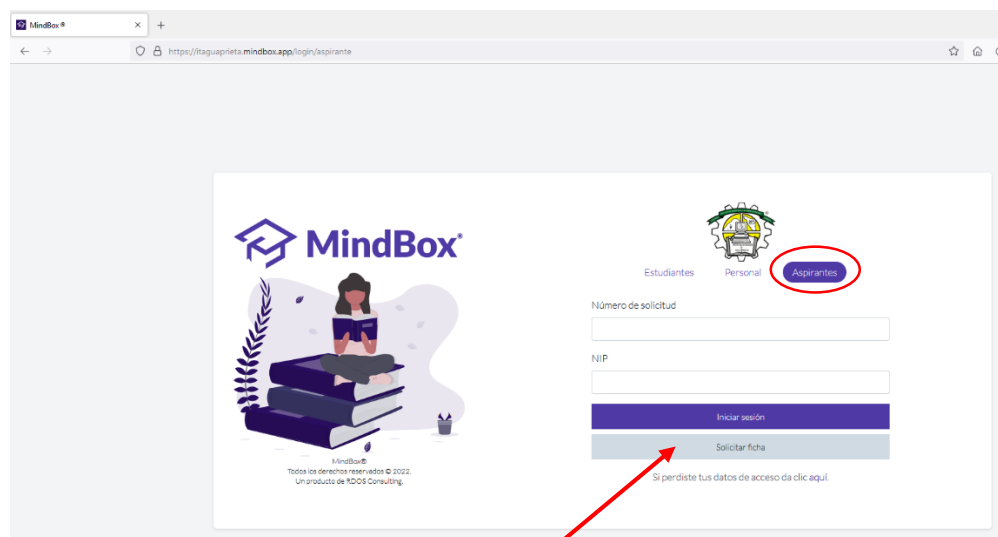 MindBox ®
https://itaguaprieta.mindbox.app/login/aspirante
MindBox®
Estudiantes Personal Aspirantes
Número de solicitud
NIP
Iniciar sesión
Solicitar ficha
Si perdiste tus datos de acceso da clic aquí.
MindBox®
Todos los derechos reservados © 2022.
Un producto de RDOS Consulting.